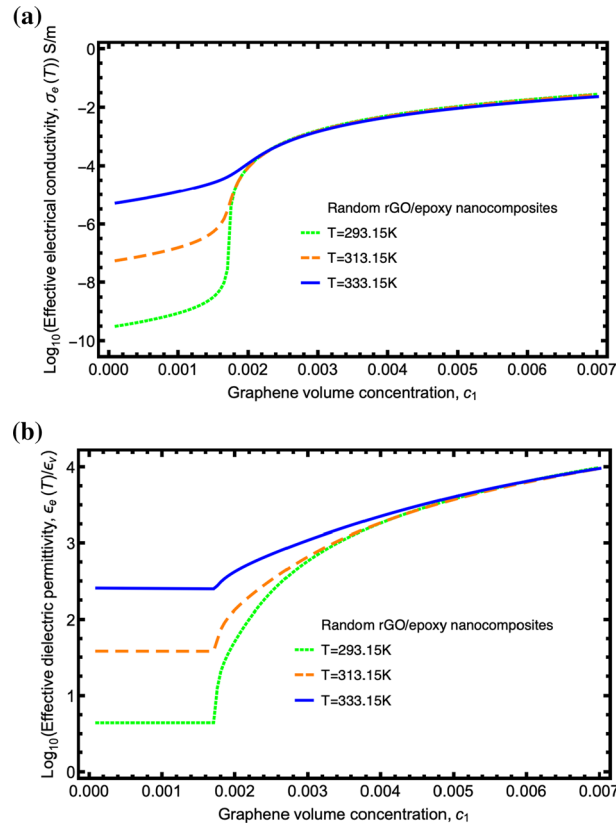 (a)
Log10(Effective electrical conductivity, σe (T)) S/m
0
−2
−4
−6
−8
−10
Random rGO/epoxy nanocomposites
T=293.15K
T=313.15K
T=333.15K
0.000 0.001 0.002 0.003 0.004 0.005 0.006 0.007
Graphene volume concentration, c1
(b)
Log10(Effective dielectric permittivity, ϵe (T)/ϵv)
4
3
2
1
0
Random rGO/epoxy nanocomposites
T=293.15K
T=313.15K
T=333.15K
0.000 0.001 0.002 0.003 0.004 0.005 0.006 0.007
Graphene volume concentration, c1